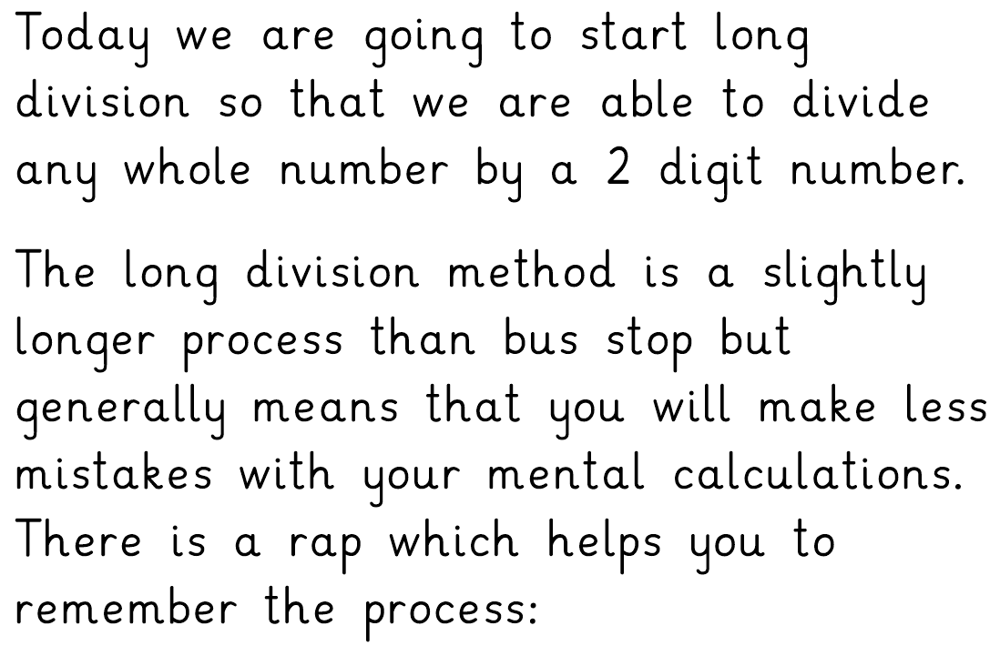 Today we are going to start long
division so that we are able to divide
any whole number by a 2 digit number.
The long division method is a slightly
longer process than bus stop but
generally means that you will make less
mistakes with your mental calculations.
There is a rap which helps you to
remember the process: